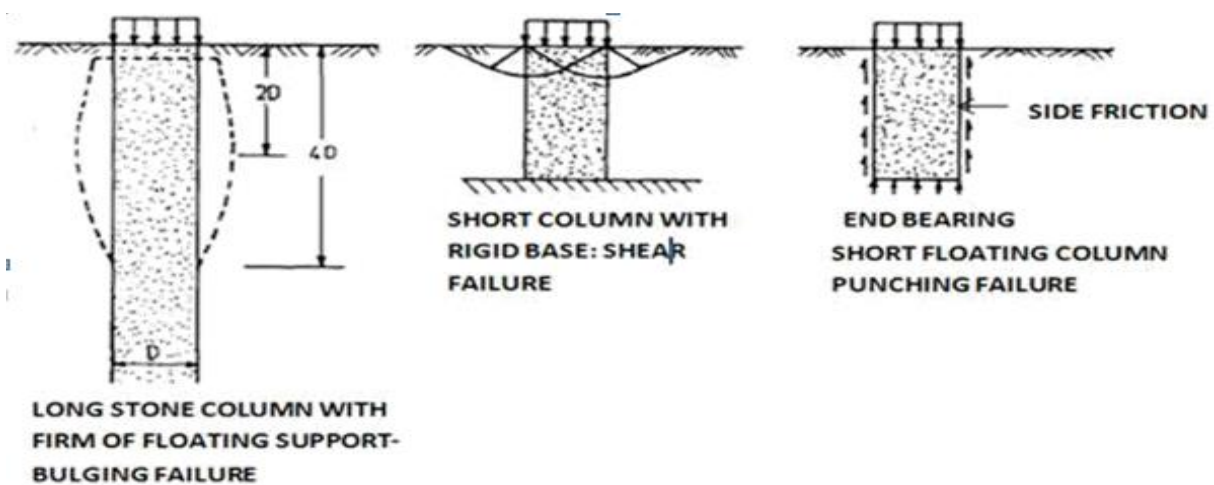 2D
4D
D
LONG STONE COLUMN WITH
FIRM OF FLOATING SUPPORT-
BULGING FAILURE
SHORT COLUMN WITH
RIGID BASE: SHEAR
FAILURE
SIDE FRICTION
END BEARING
SHORT FLOATING COLUMN
PUNCHING FAILURE